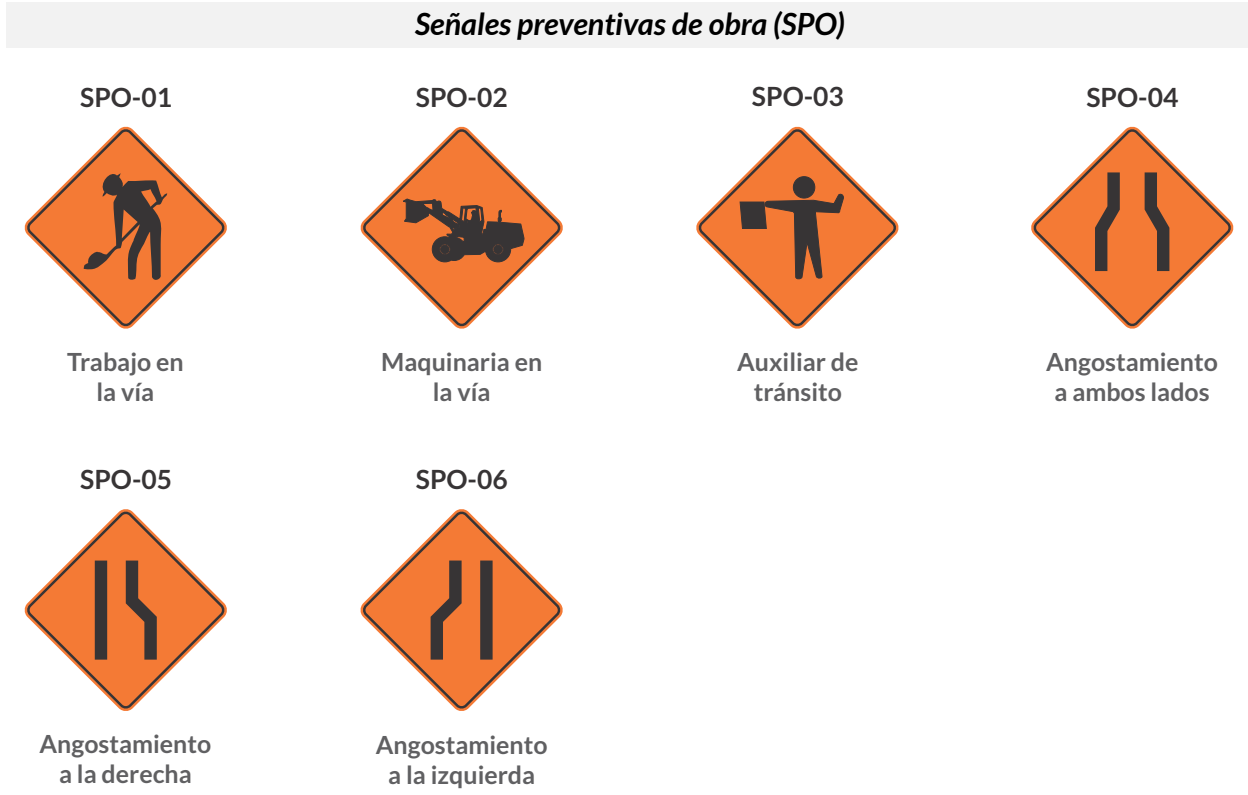 Señales preventivas de obra (SPO)
SPO-01
Trabajo en
la vía
SPO-02
Maquinaria en
la vía
SPO-03
Auxiliar de
tránsito
SPO-04
Angostamiento
a ambos lados
SPO-05
Angostamiento
a la derecha
SPO-06
Angostamiento
a la izquierda